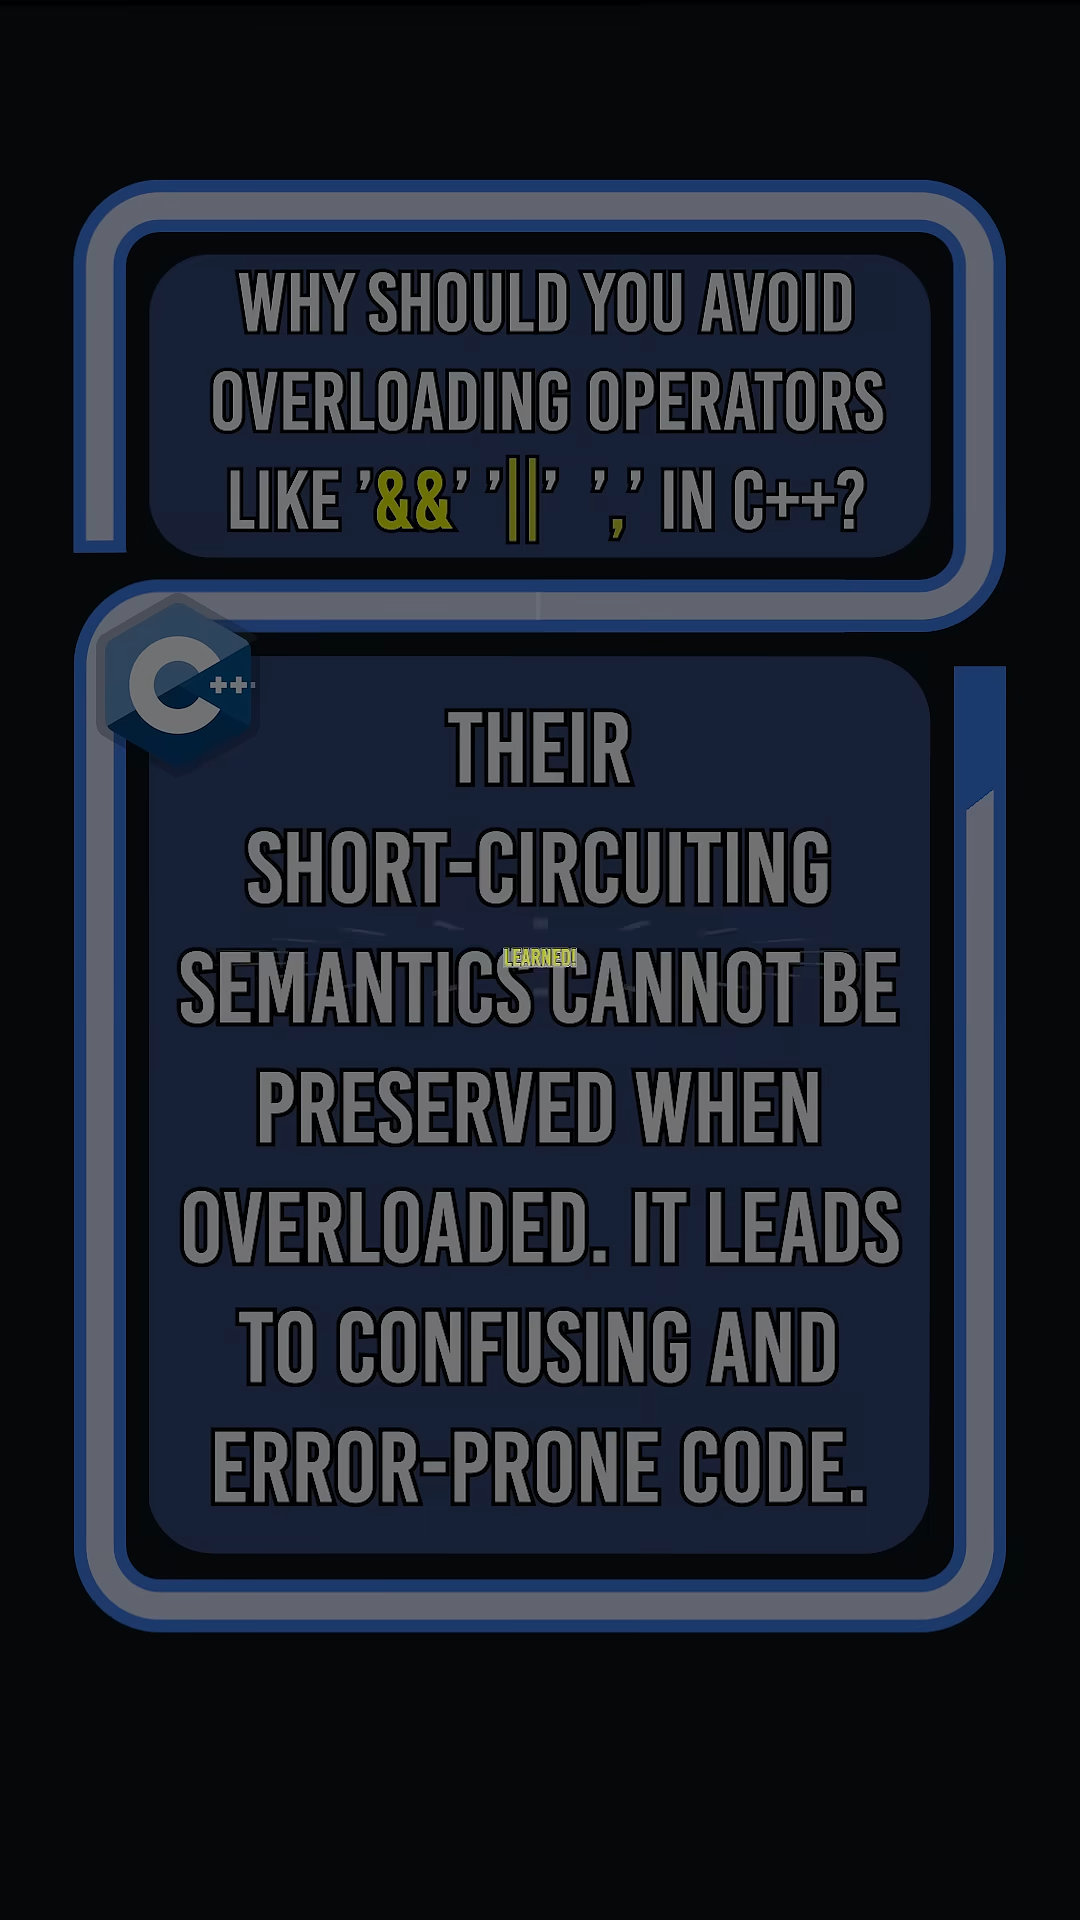 WHY SHOULD YOU AVOID
OVERLOADING OPERATORS
LIKE '&&' '||' ',' IN C++?
C++
THEIR
SHORT-CIRCUITING
LEARNED!
SEMANTICS CANNOT BE
PRESERVED WHEN
OVERLOADED. IT LEADS
TO CONFUSING AND
ERROR-PRONE CODE.